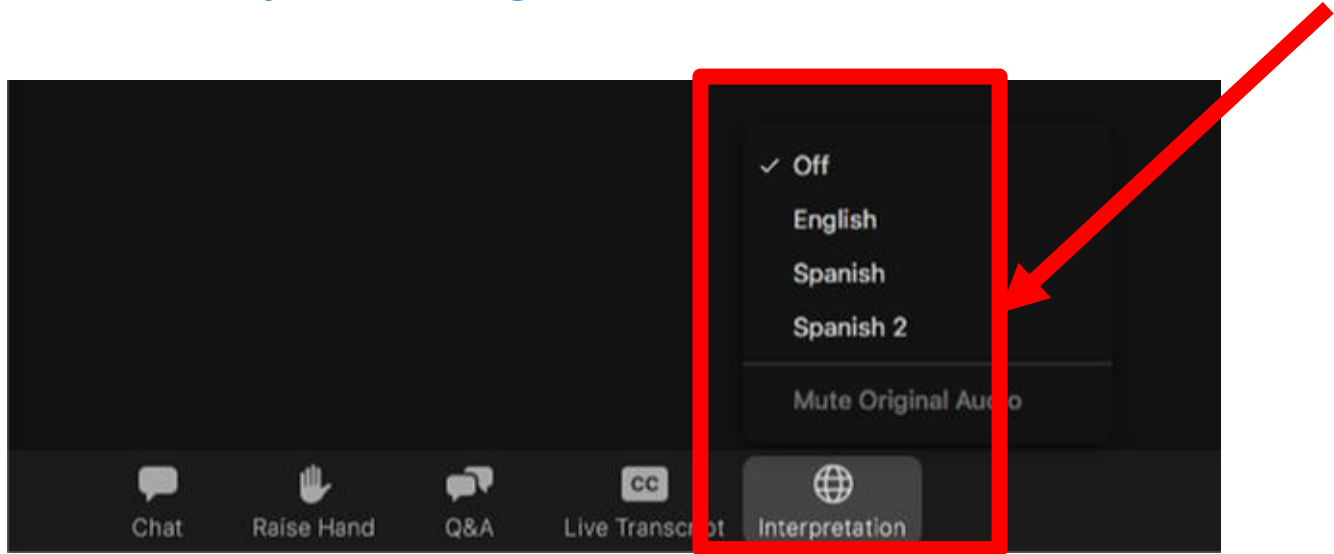 Off
English
Spanish
Spanish 2
Mute Original Audio
Chat Raise Hand Q&A CC Live Transcript Interpretation